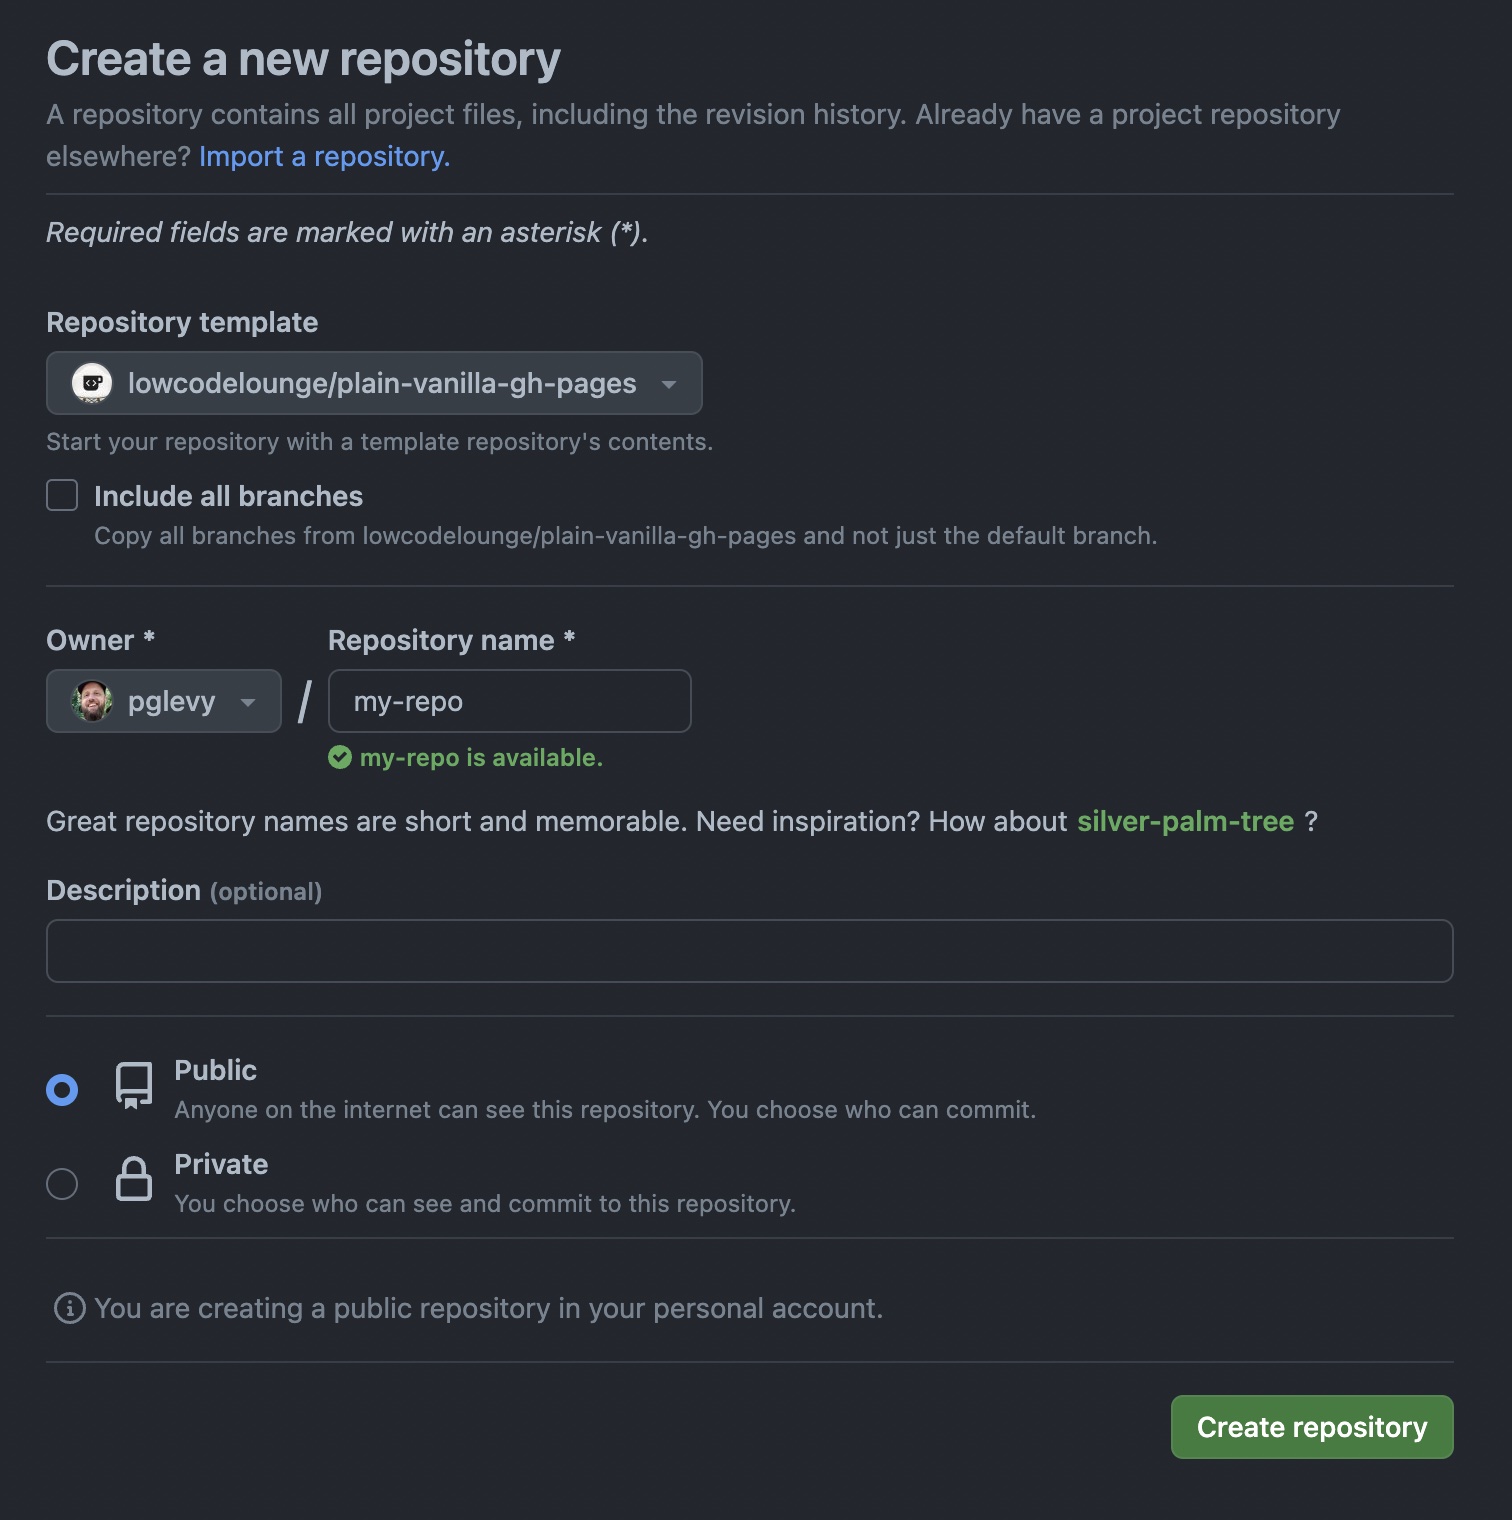 Create a new repository
A repository contains all project files, including the revision history. Already have a project repository
elsewhere? Import a repository.
Required fields are marked with an asterisk (*).
Repository template
lowcodelounge/plain-vanilla-gh-pages
Start your repository with a template repository's contents.
Include all branches
Copy all branches from lowcodelounge/plain-vanilla-gh-pages and not just the default branch.
Owner * Repository name *
pglevy / my-repo
my-repo is available.
Great repository names are short and memorable. Need inspiration? How about silver-palm-tree ?
Description (optional)
Public
Anyone on the internet can see this repository. You choose who can commit.
Private
You choose who can see and commit to this repository.
You are creating a public repository in your personal account.
Create repository